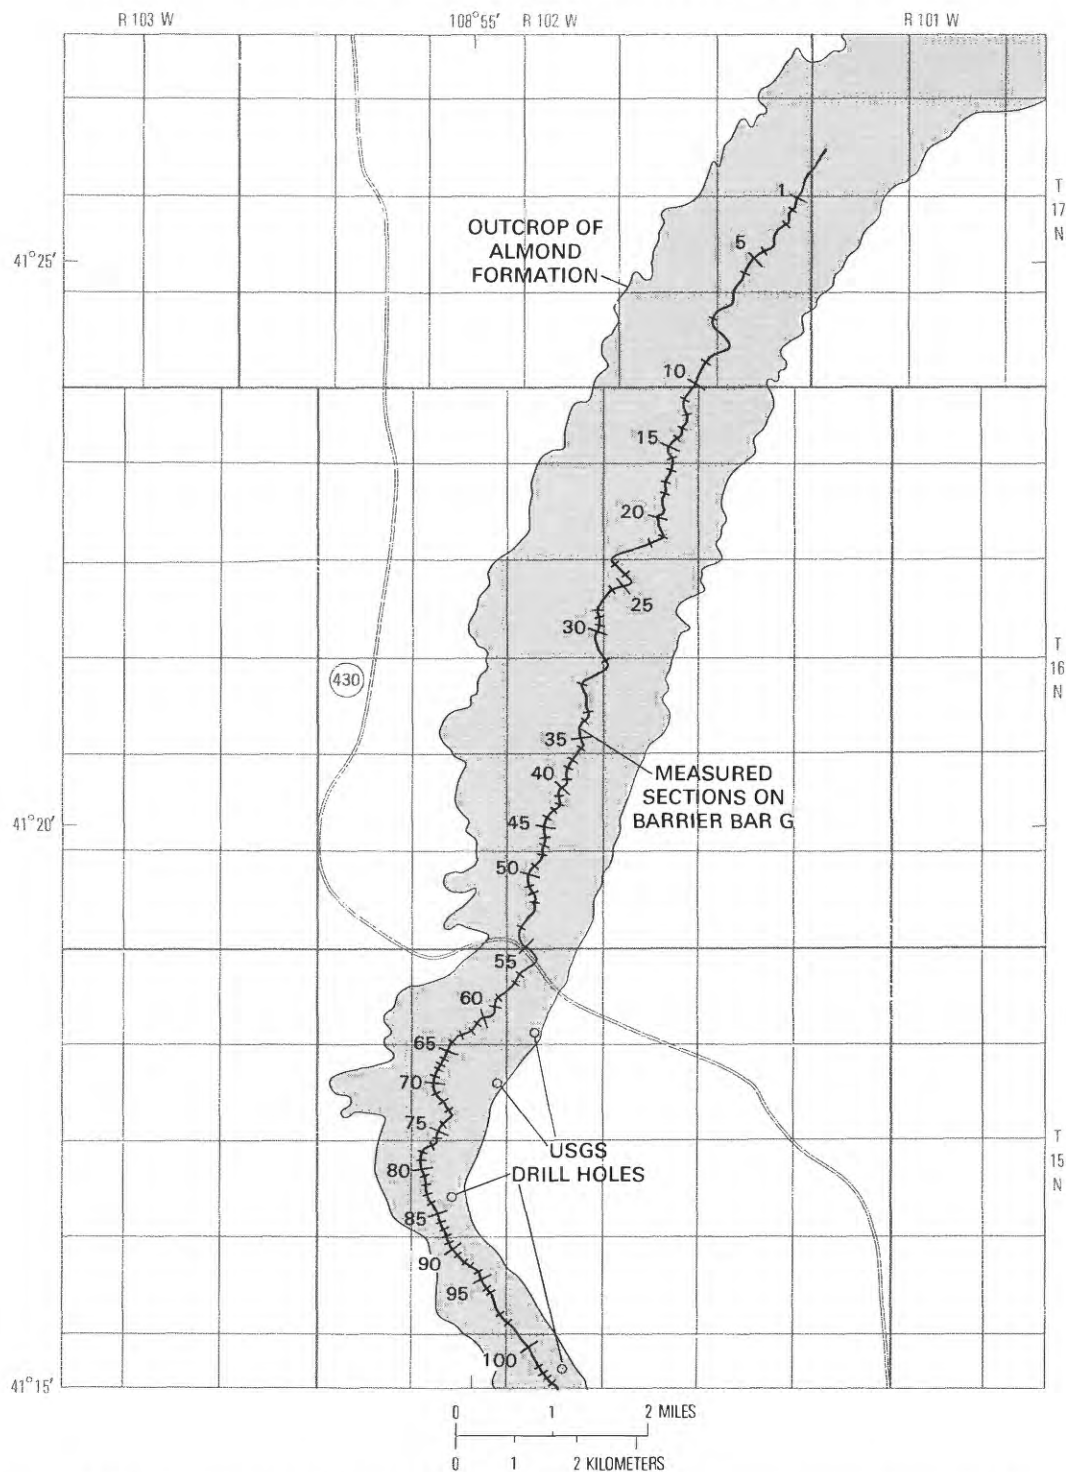 R 103 W
108°55'
R 102 W
R 101 W
1
T
17
N
OUTCROP OF
ALMOND
FORMATION
5
41°25'
10
15
20
25
30
T
16
N
430
35
MEASURED
SECTIONS ON
BARRIER BAR G
40
41°20'
45
50
55
60
65
70
75
USGS
DRILL HOLES
T
15
N
80
85
90
95
100
41°15'
0 1 2 MILES
0 1 2 KILOMETERS